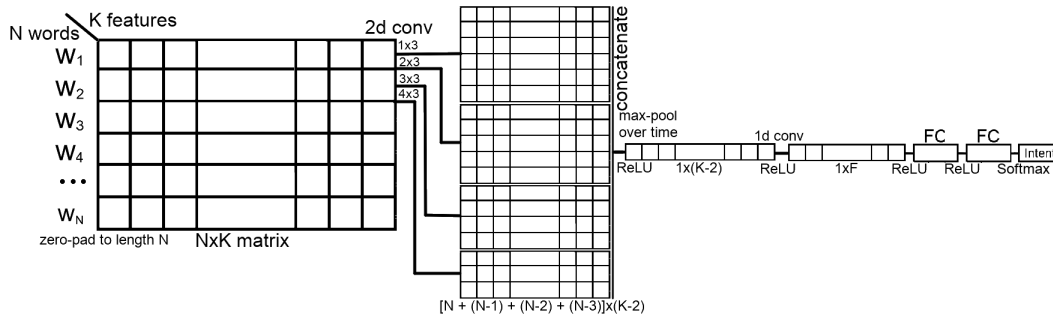 K features
N words
W₁
W₂
W₃
W₄
...
W_N
zero-pad to length N
NxK matrix
2d conv
1x3
2x3
3x3
4x3
[N + (N-1) + (N-2) + (N-3)]x(K-2)
concatenate
max-pool
over time
ReLU
1x(K-2)
1d conv
ReLU
1xF
ReLU
FC
ReLU
FC
Softmax
Intent